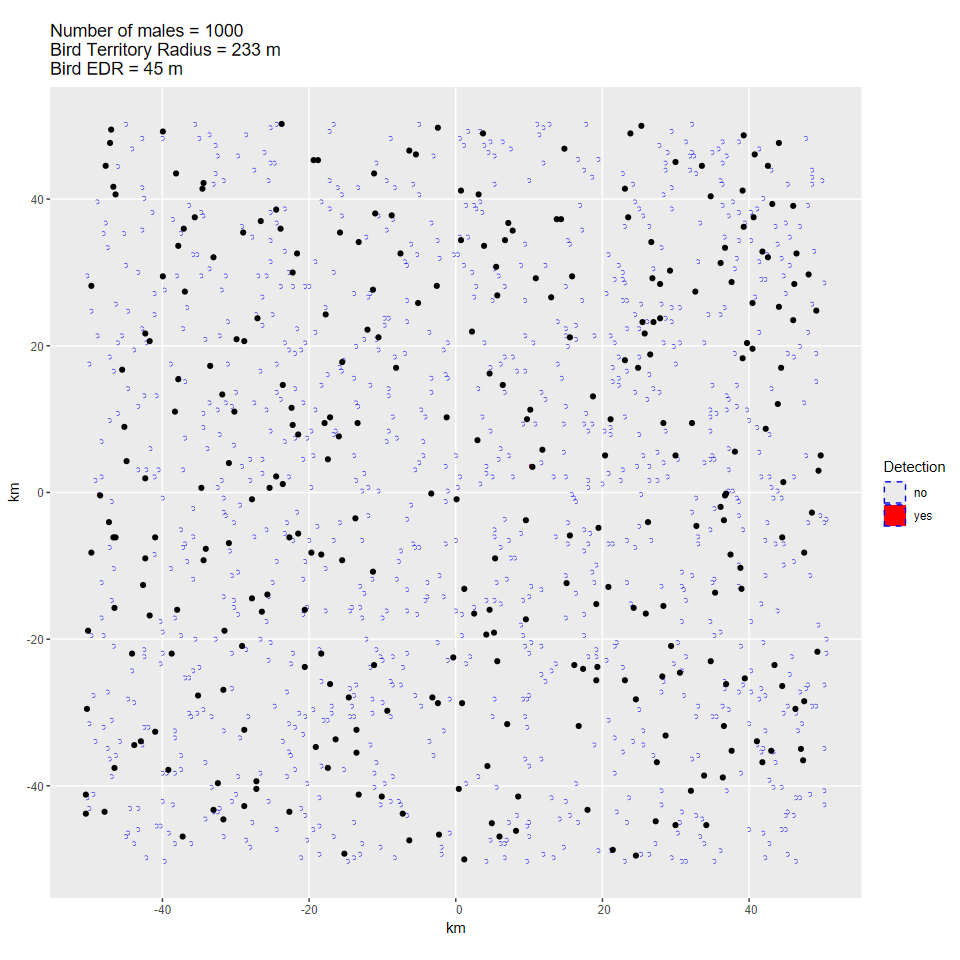 Number of males = 1000
Bird Territory Radius = 233 m
Bird EDR = 45 m
40
20
0
-20
-40
km
-40
-20
0
20
40
km
Detection
no
yes